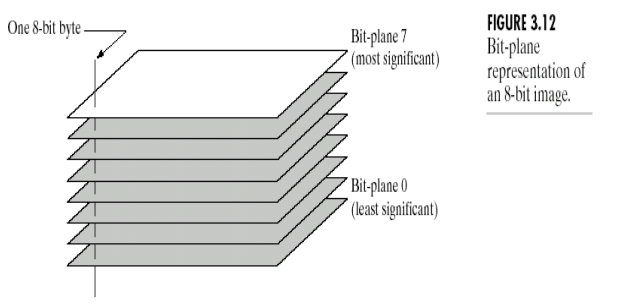 One 8-bit byte
Bit-plane 7
(most significant)
Bit-plane 0
(least significant)
FIGURE 3.12
Bit-plane
representation of
an 8-bit image.